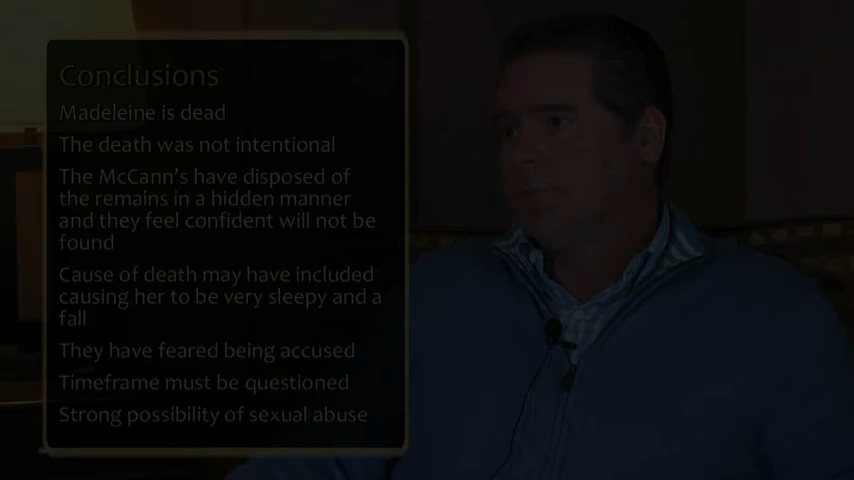 Conclusions
Madeleine is dead
The death was not intentional
The McCann's have disposed of
the remains in a hidden manner
and they feel confident will not be
found
Cause of death may have included
causing her to be very sleepy and a
fall
They have feared being accused
Timeframe must be questioned
Strong possibility of sexual abuse